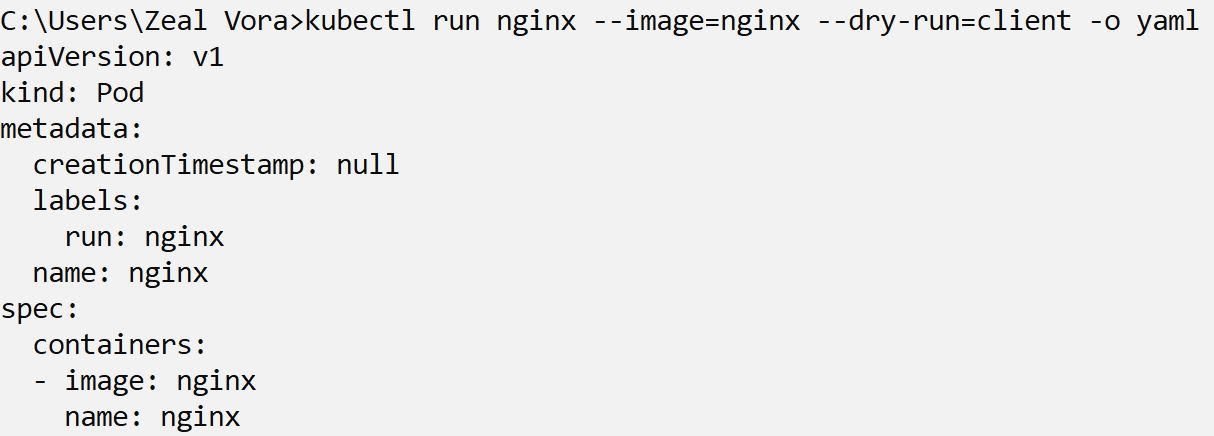 C:\Users\Zeal Vora>kubectl run nginx --image=nginx --dry-run=client -o yaml
apiVersion: v1
kind: Pod
metadata:
  creationTimestamp: null
  labels:
    run: nginx
  name: nginx
spec:
  containers:
  - image: nginx
    name: nginx